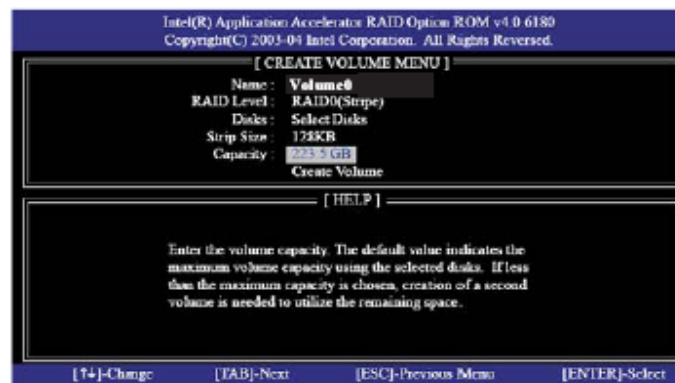 Intel(R) Application Accelerator RAID Option ROM v4.0 6180
Copyright(C) 2003-04 Intel Corporation. All Rights Reversed.
[ CREATE VOLUME MENU ]
Name : Volume0
RAID Level : RAID0(Stripe)
Disks : Select Disks
Strip Size : 128KB
Capacity : 223.5 GB
Create Volume
[ HELP ]
Enter the volume capacity. The default value indicates the
maximum volume capacity using the selected disks. If less
than the maximum capacity is chosen, creation of a second
volume is needed to utilize the remaining space.
[↑↓]-Change [TAB]-Next [ESC]-Previous Menu [ENTER]-Select